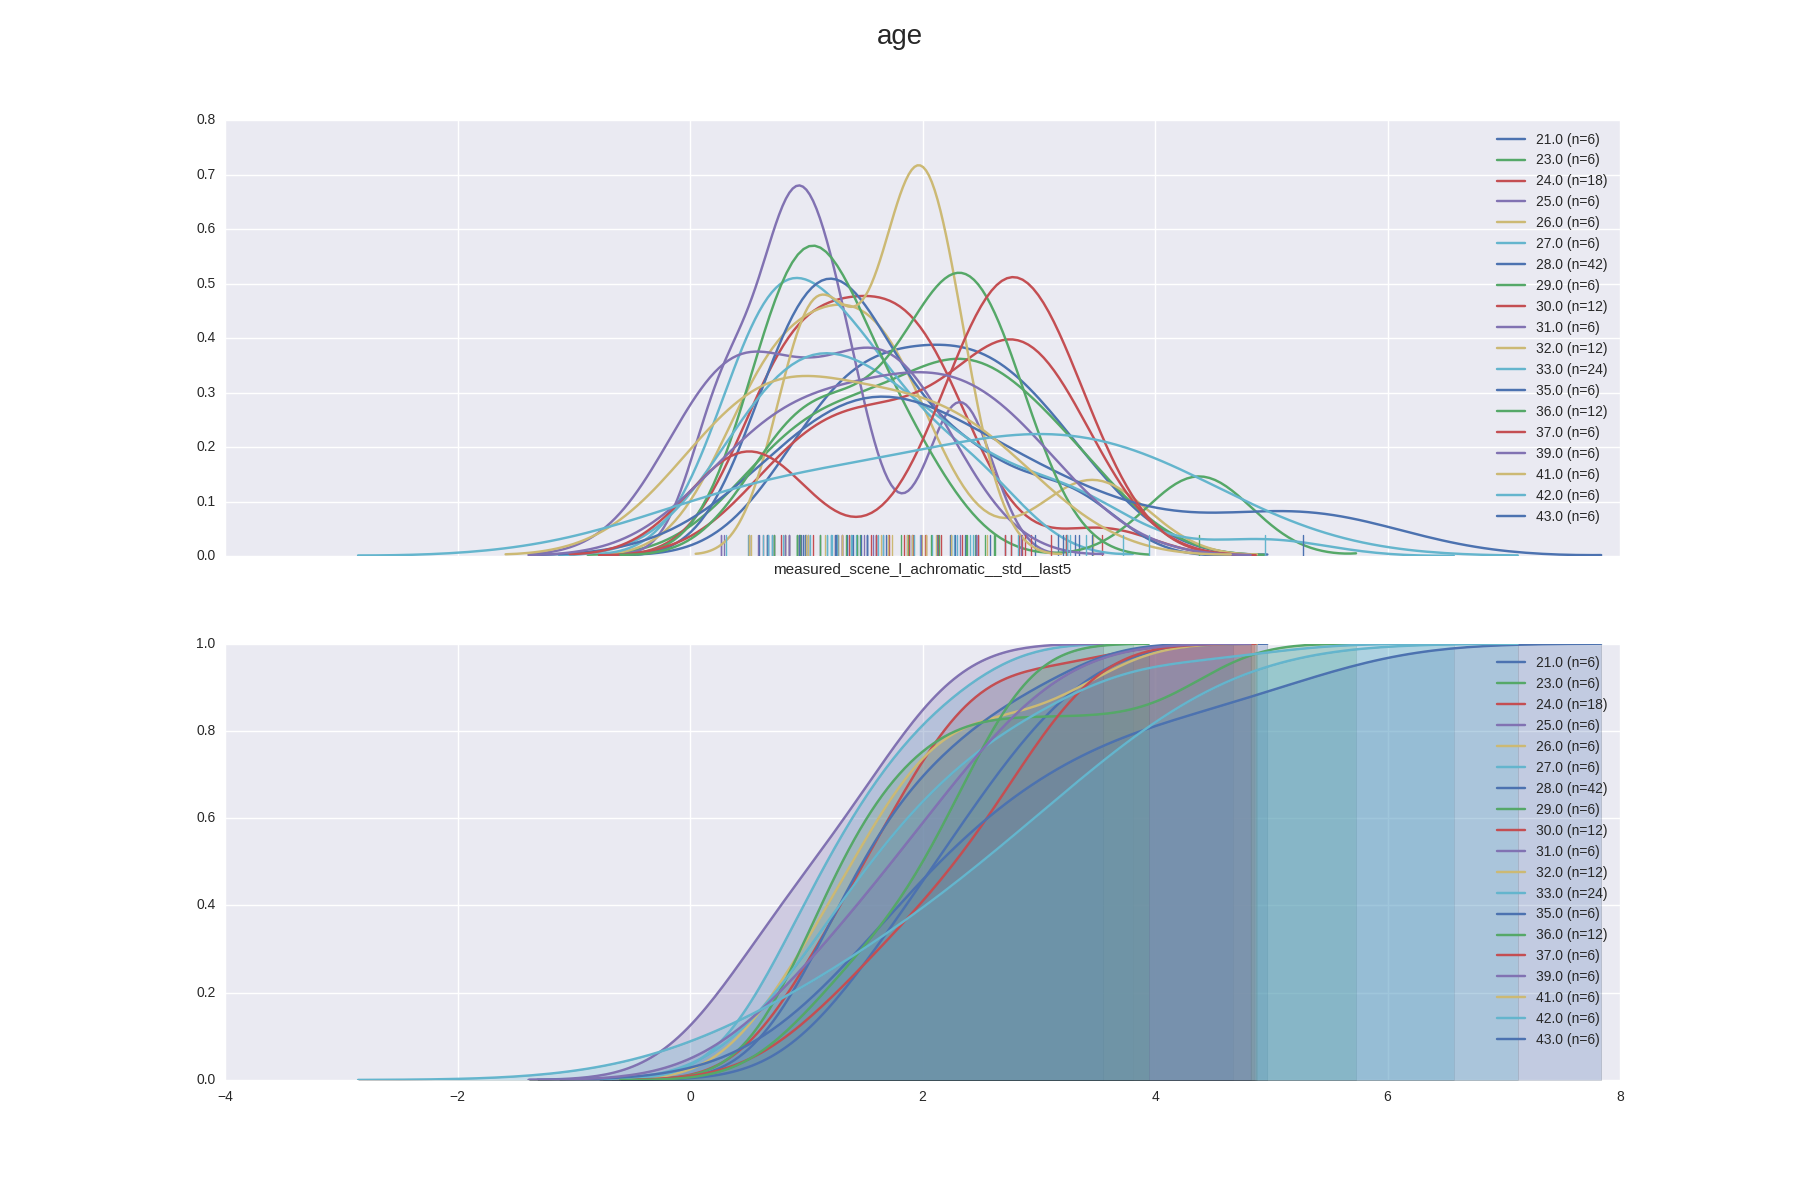 age
0.8
0.7
0.6
0.5
0.4
0.3
0.2
0.1
0.0
21.0 (n=6)
23.0 (n=6)
24.0 (n=18)
25.0 (n=6)
26.0 (n=6)
27.0 (n=6)
28.0 (n=42)
29.0 (n=6)
30.0 (n=12)
31.0 (n=6)
32.0 (n=12)
33.0 (n=24)
35.0 (n=6)
36.0 (n=12)
37.0 (n=6)
39.0 (n=6)
41.0 (n=6)
42.0 (n=6)
43.0 (n=6)
measured_scene_l_achromatic__std__last5
1.0
0.8
0.6
0.4
0.2
0.0
21.0 (n=6)
23.0 (n=6)
24.0 (n=18)
25.0 (n=6)
26.0 (n=6)
27.0 (n=6)
28.0 (n=42)
29.0 (n=6)
30.0 (n=12)
31.0 (n=6)
32.0 (n=12)
33.0 (n=24)
35.0 (n=6)
36.0 (n=12)
37.0 (n=6)
39.0 (n=6)
41.0 (n=6)
42.0 (n=6)
43.0 (n=6)
−4 −2 0 2 4 6 8